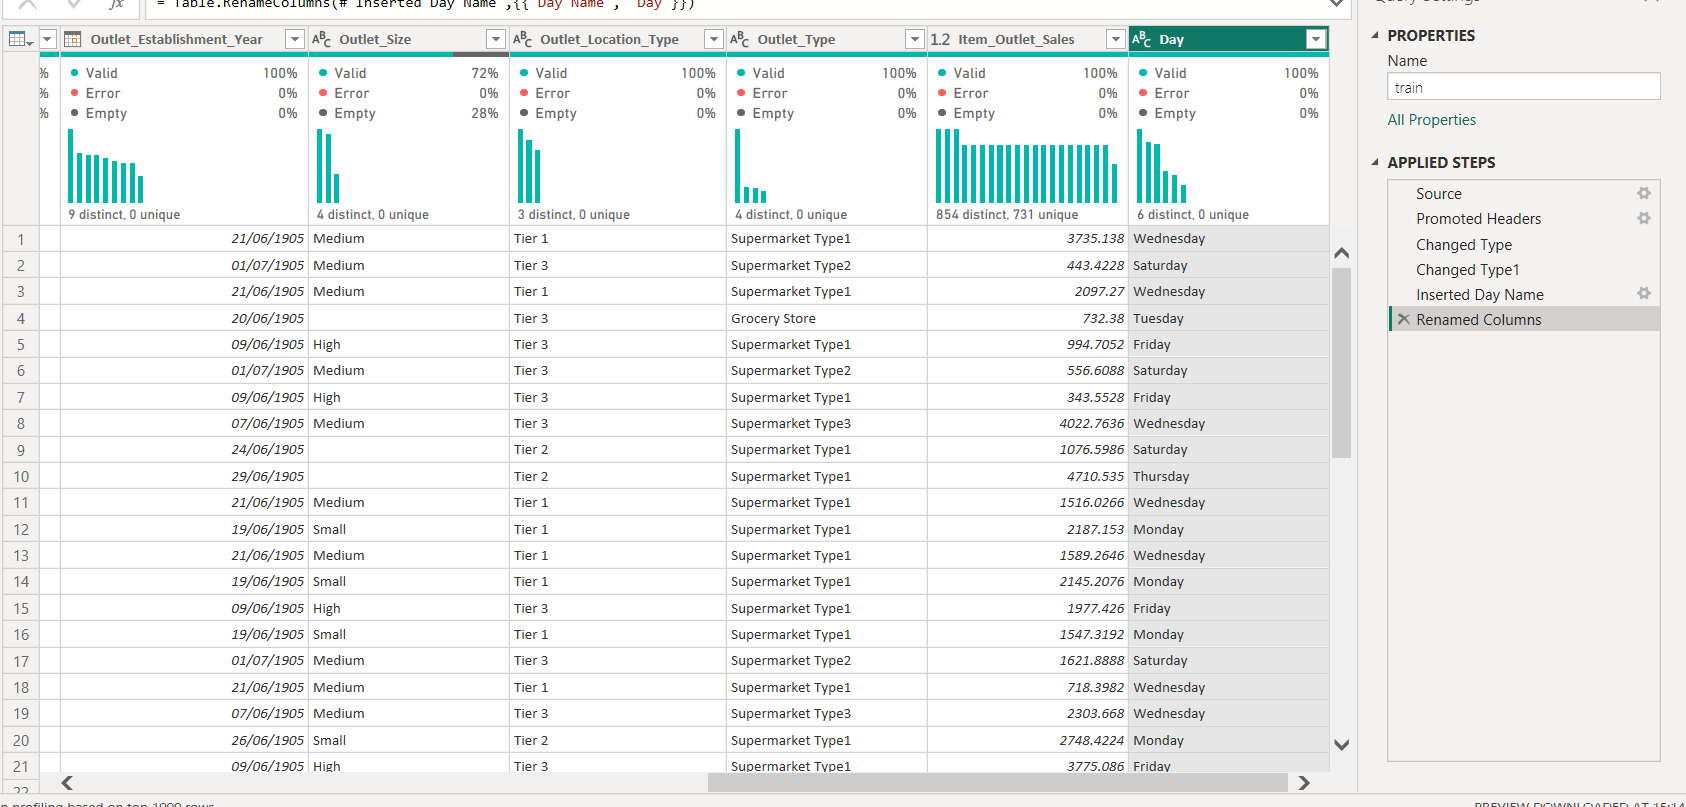 = Table.RenameColumns(#"Inserted Day Name",{{"Day Name", "Day"}})
Outlet_Establishment_Year Outlet_Size Outlet_Location_Type Outlet_Type 1.2 Item_Outlet_Sales Day
% Valid 100% Valid 72% Valid 100% Valid 100% Valid 100% Valid 100%
% Error 0% Error 0% Error 0% Error 0% Error 0% Error 0%
% Empty 0% Empty 28% Empty 0% Empty 0% Empty 0% Empty 0%
9 distinct, 0 unique 4 distinct, 0 unique 3 distinct, 0 unique 4 distinct, 0 unique 854 distinct, 731 unique 6 distinct, 0 unique
1 21/06/1905 Medium Tier 1 Supermarket Type1 3735.138 Wednesday
2 01/07/1905 Medium Tier 3 Supermarket Type2 443.4228 Saturday
3 21/06/1905 Medium Tier 1 Supermarket Type1 2097.27 Wednesday
4 20/06/1905 Tier 3 Grocery Store 732.38 Tuesday
5 09/06/1905 High Tier 3 Supermarket Type1 994.7052 Friday
6 01/07/1905 Medium Tier 3 Supermarket Type2 556.6088 Saturday
7 09/06/1905 High Tier 3 Supermarket Type1 343.5528 Friday
8 07/06/1905 Medium Tier 3 Supermarket Type3 4022.7636 Wednesday
9 24/06/1905 Tier 2 Supermarket Type1 1076.5986 Saturday
10 29/06/1905 Tier 2 Supermarket Type1 4710.535 Thursday
11 21/06/1905 Medium Tier 1 Supermarket Type1 1516.0266 Wednesday
12 19/06/1905 Small Tier 1 Supermarket Type1 2187.153 Monday
13 21/06/1905 Medium Tier 1 Supermarket Type1 1589.2646 Wednesday
14 19/06/1905 Small Tier 1 Supermarket Type1 2145.2076 Monday
15 09/06/1905 High Tier 3 Supermarket Type1 1977.426 Friday
16 19/06/1905 Small Tier 1 Supermarket Type1 1547.3192 Monday
17 01/07/1905 Medium Tier 3 Supermarket Type2 1621.8888 Saturday
18 21/06/1905 Medium Tier 1 Supermarket Type1 718.3982 Wednesday
19 07/06/1905 Medium Tier 3 Supermarket Type3 2303.668 Wednesday
20 26/06/1905 Small Tier 2 Supermarket Type1 2748.4224 Monday
21 09/06/1905 High Tier 3 Supermarket Type1 3775.086 Friday
22
n profiling based on top 1000 rows
Query Settings
PROPERTIES
Name
train
All Properties
APPLIED STEPS
Source
Promoted Headers
Changed Type
Changed Type1
Inserted Day Name
Renamed Columns
PREVIEW DOWNLOADED AT 15:14